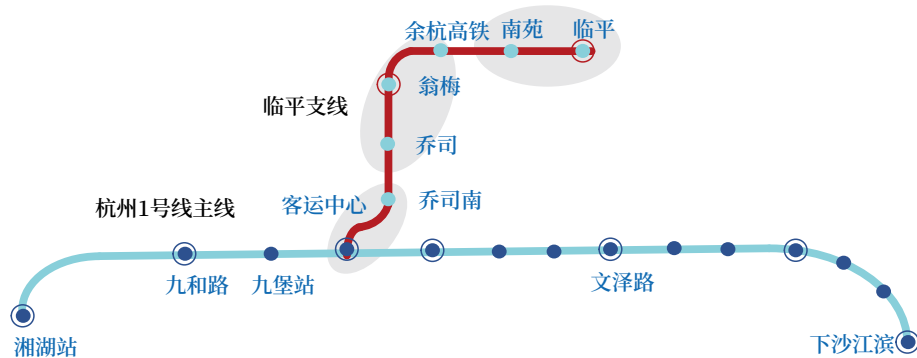 余杭高铁
南苑
临平
翁梅
临平支线
乔司
客运中心
乔司南
杭州1号线主线
九和路
九堡站
文泽路
湘湖站
下沙江滨